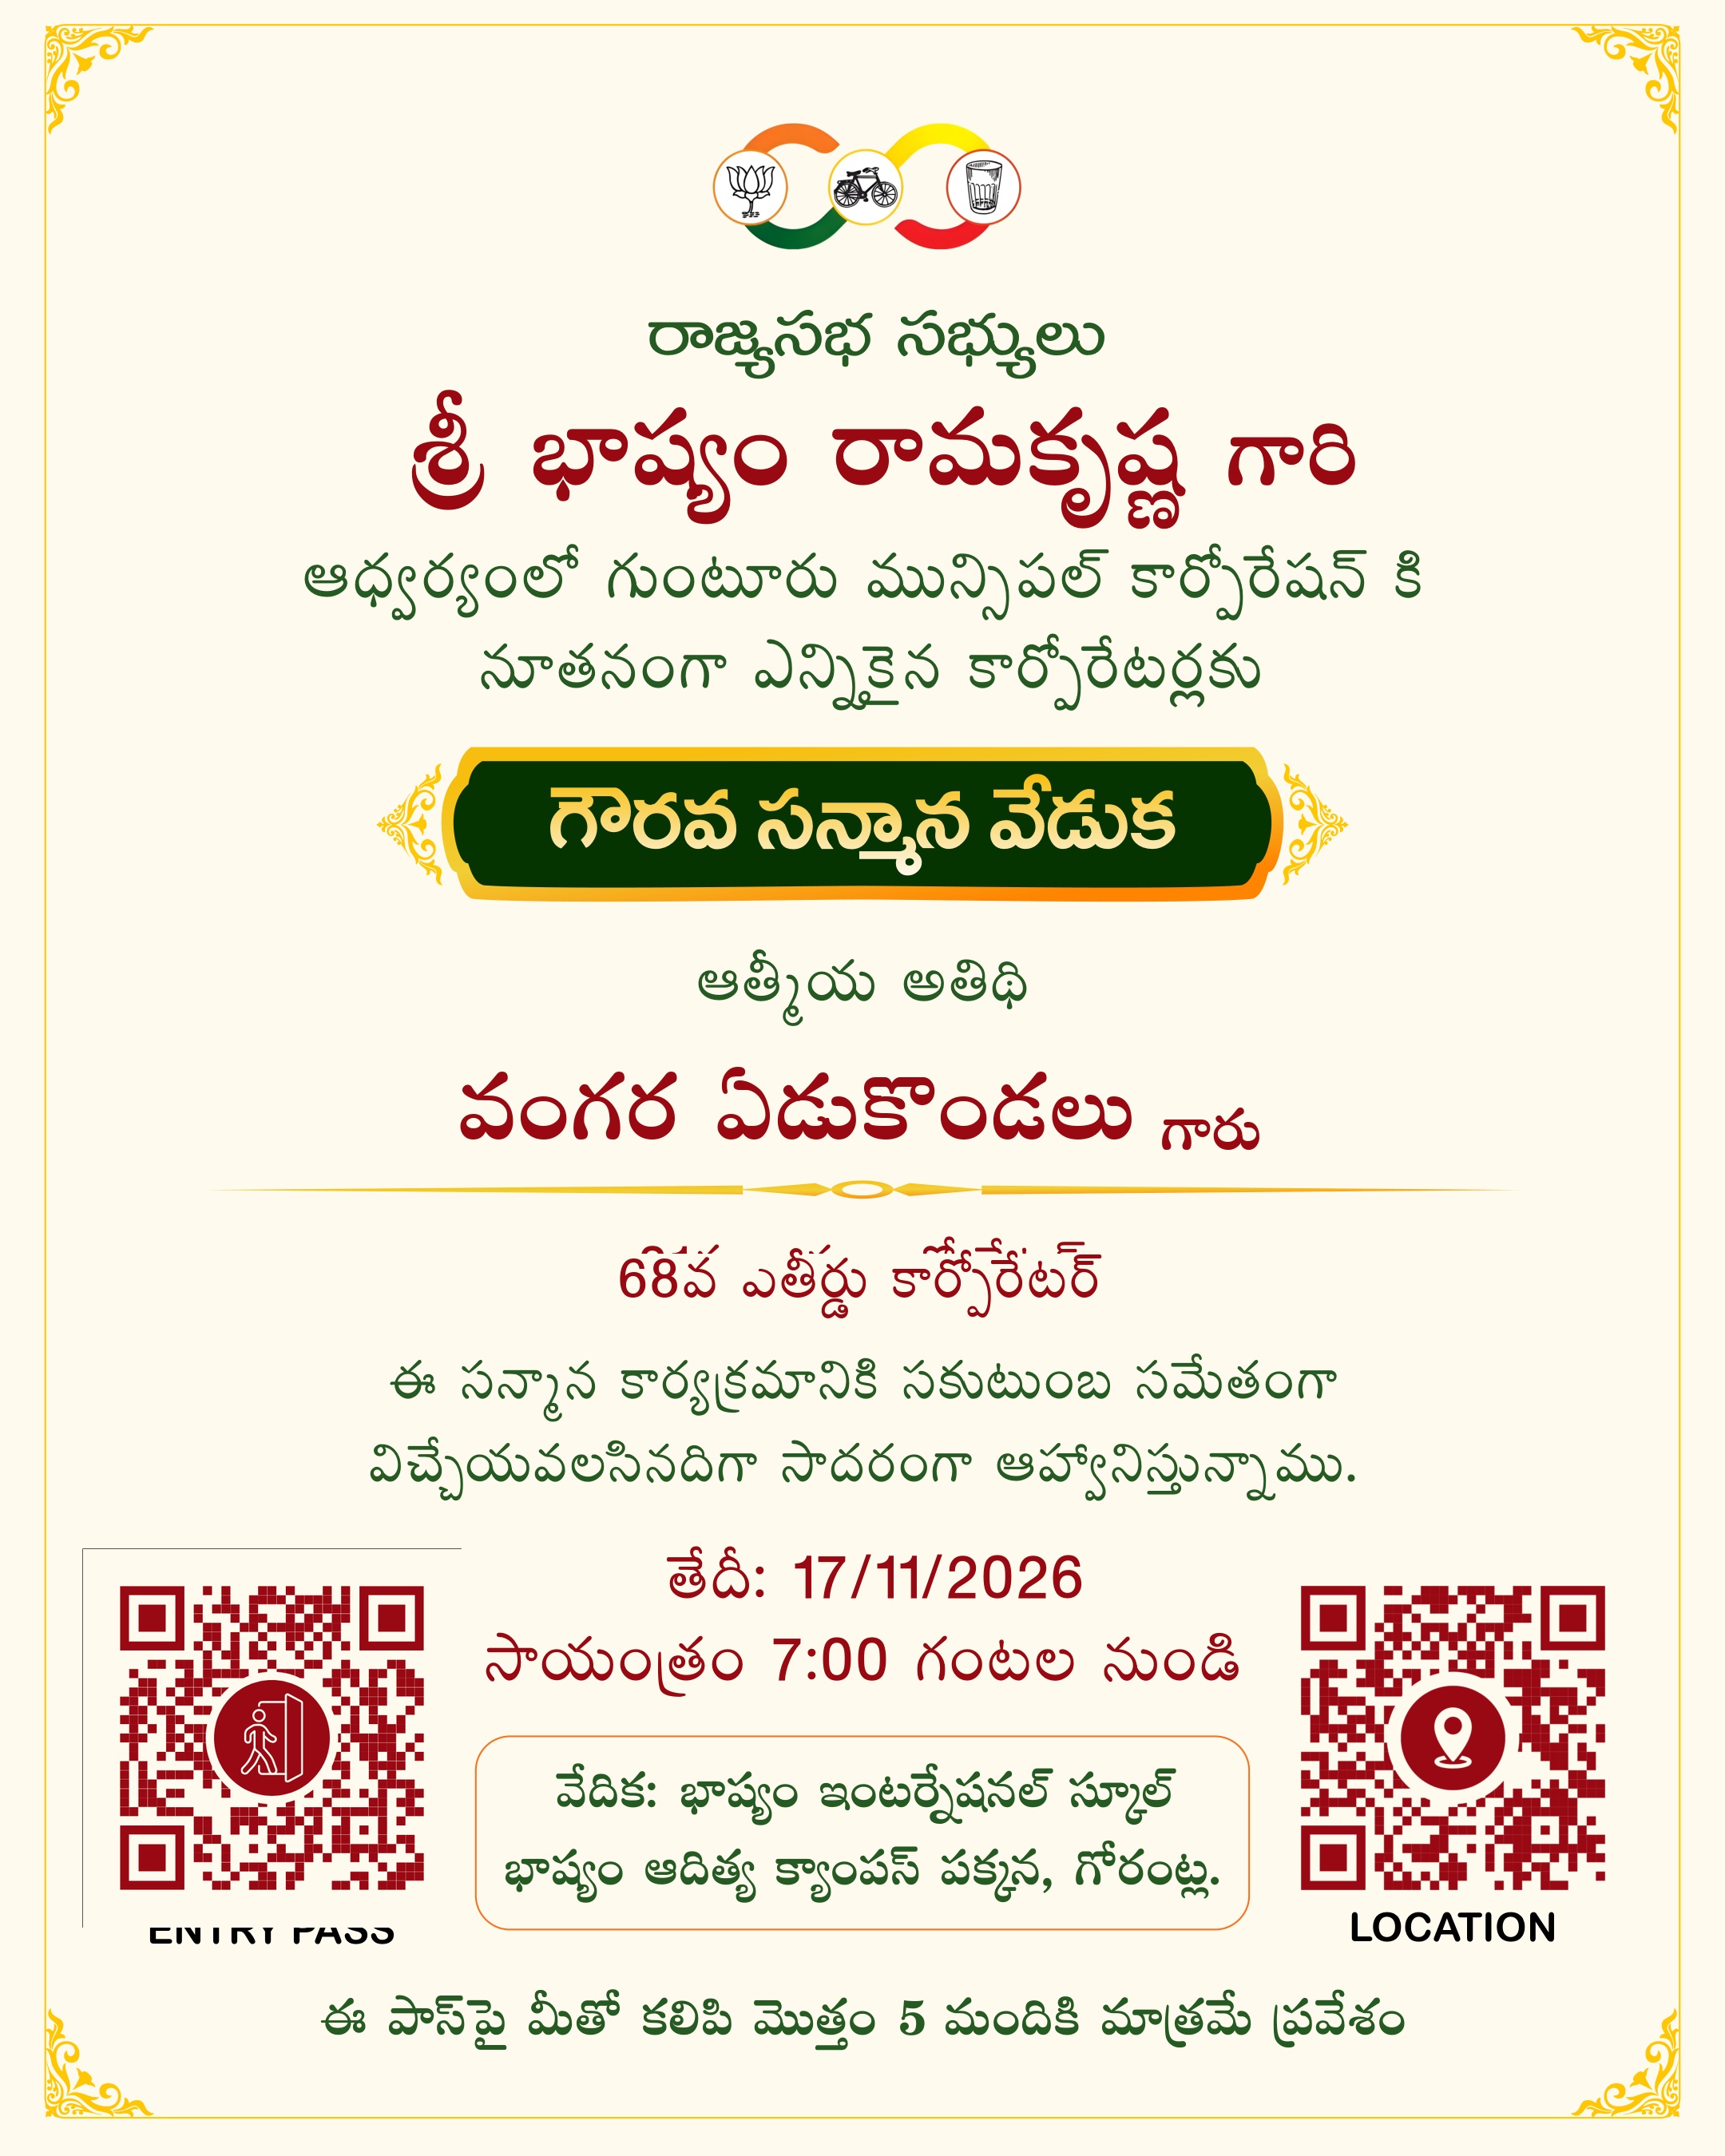 రాజ్యసభ సభ్యులు
శ్రీ భాష్యం రామకృష్ణ గారి
ఆధ్వర్యంలో గుంటూరు మున్సిపల్ కార్పోరేషన్ కి
నూతనంగా ఎన్నికైన కార్పోరేటర్లకు
గౌరవ సన్మాన వేడుక
ఆత్మీయ అతిథి
వంగర ఏడుకొండలు గారు
68వ ఎతీర్డు కార్పోరేటర్
ఈ సన్మాన కార్యక్రమానికి సకుటుంబ సమేతంగా
విచ్చేయవలసినదిగా సాదరంగా ఆహ్వానిస్తున్నాము.
తేదీ: 17/11/2026
సాయంత్రం 7:00 గంటల నుండి
వేదిక: భాష్యం ఇంటర్నేషనల్ స్కూల్
భాష్యం ఆదిత్య క్యాంపస్ పక్కన, గోరంట్ల.
ENTRY PASS
LOCATION
ఈ పాస్‌పై మీతో కలిపి మొత్తం 5 మందికి మాత్రమే ప్రవేశం